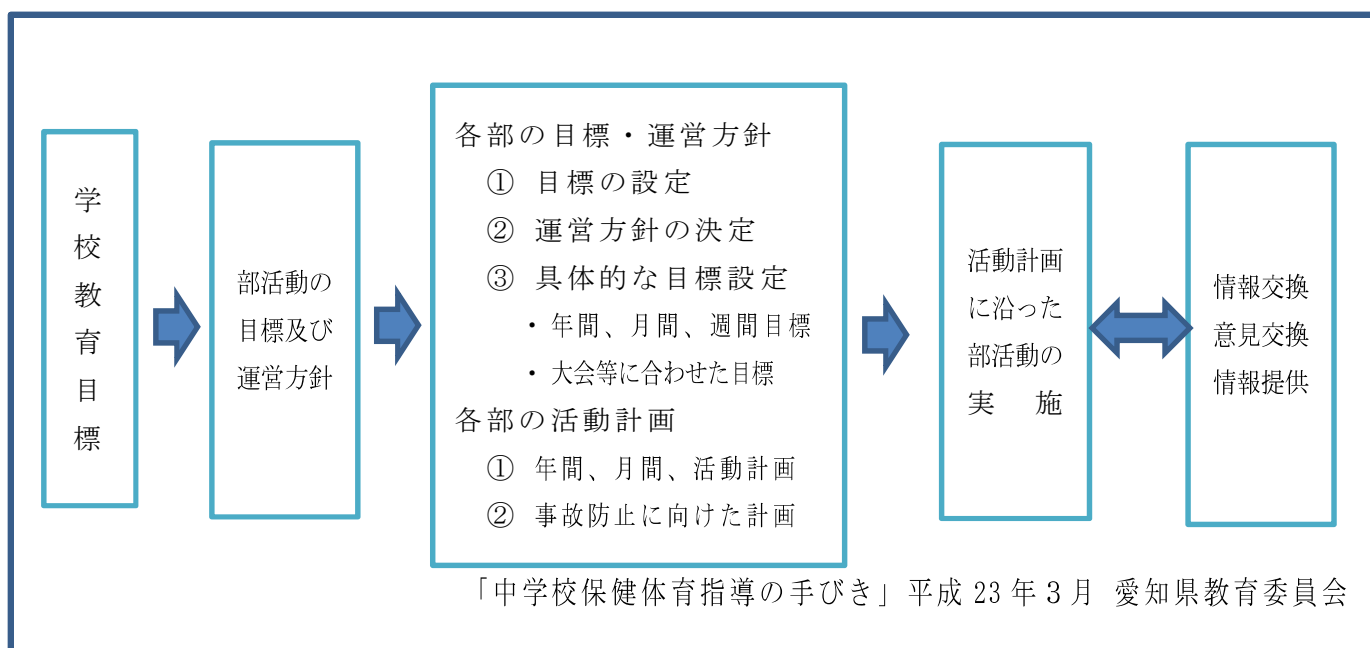 学校教育目標
部活動の
目標及び
運営方針
各部の目標・運営方針
① 目標の設定
② 運営方針の決定
③ 具体的な目標設定
・年間、月間、週間目標
・大会等に合わせた目標
各部の活動計画
① 年間、月間、活動計画
② 事故防止に向けた計画
活動計画
に沿った
部活動の
実　施
情報交換
意見交換
情報提供
「中学校保健体育指導の手びき」平成 23 年３月 愛知県教育委員会